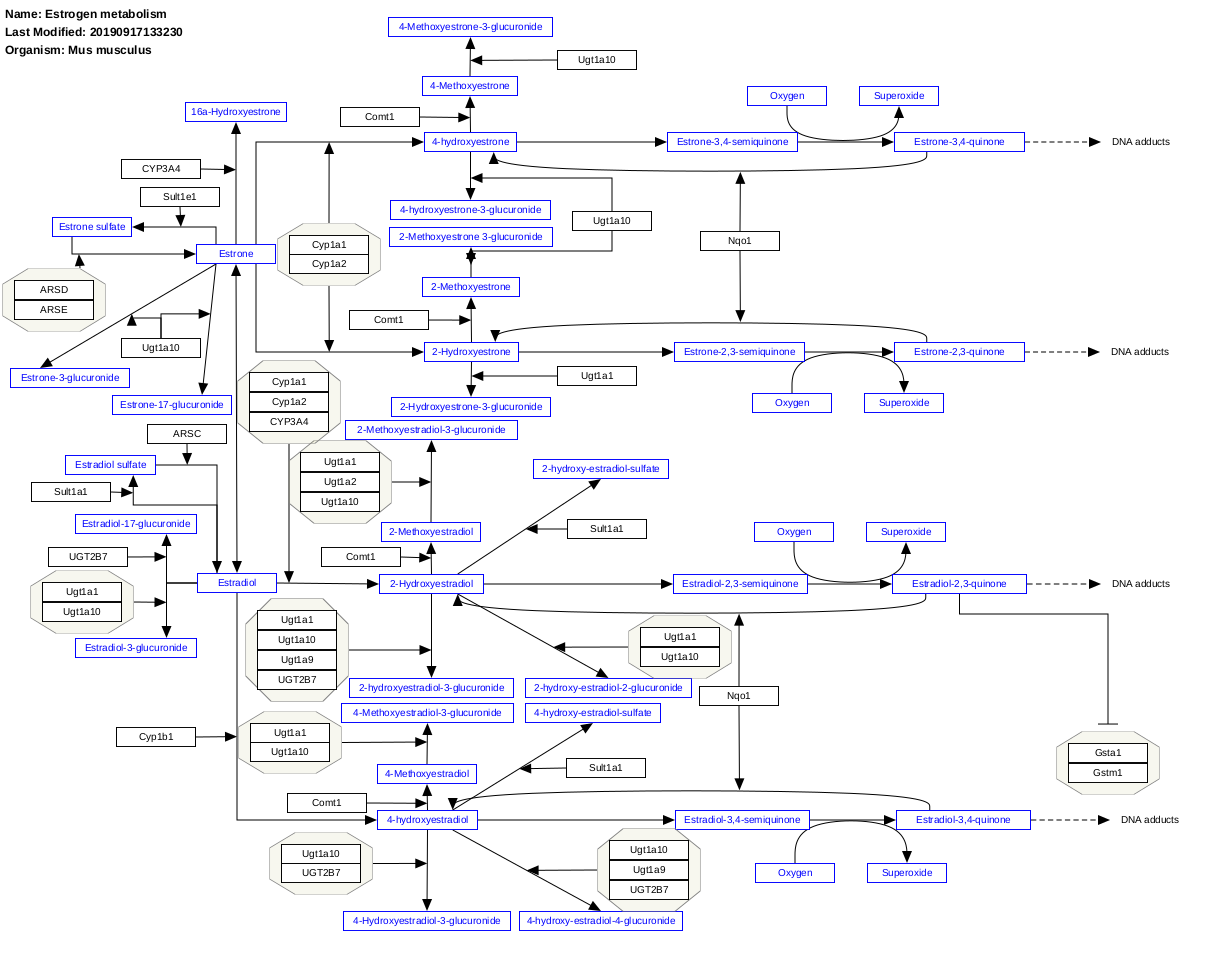 Name: Estrogen metabolism
Last Modified: 20190917133230
Organism: Mus musculus
4-Methoxyestrone-3-glucuronide
Ugt1a10
4-Methoxyestrone
Oxygen
Superoxide
16a-Hydroxyestrone
Comt1
4-hydroxyestrone
Estrone-3,4-semiquinone
Estrone-3,4-quinone
DNA adducts
CYP3A4
Sult1e1
4-hydroxyestrone-3-glucuronide
Ugt1a10
Estrone sulfate
2-Methoxyestrone 3-glucuronide
Nqo1
Estrone
Cyp1a1
Cyp1a2
ARSD
ARSE
2-Methoxyestrone
Comt1
Ugt1a10
2-Hydroxyestrone
Estrone-2,3-semiquinone
Estrone-2,3-quinone
DNA adducts
Estrone-3-glucuronide
Ugt1a1
Cyp1a1
Cyp1a2
CYP3A4
Estrone-17-glucuronide
2-Hydroxyestrone-3-glucuronide
Oxygen
Superoxide
2-Methoxyestradiol-3-glucuronide
ARSC
Estradiol sulfate
Ugt1a1
Ugt1a2
Ugt1a10
2-hydroxy-estradiol-sulfate
Sult1a1
Estradiol-17-glucuronide
2-Methoxyestradiol
Sult1a1
Oxygen
Superoxide
UGT2B7
Comt1
Estradiol
2-Hydroxyestradiol
Estradiol-2,3-semiquinone
Estradiol-2,3-quinone
DNA adducts
Ugt1a1
Ugt1a10
Estradiol-3-glucuronide
Ugt1a1
Ugt1a10
Ugt1a9
UGT2B7
Ugt1a1
Ugt1a10
2-hydroxyestradiol-3-glucuronide
2-hydroxy-estradiol-2-glucuronide
Nqo1
4-Methoxyestradiol-3-glucuronide
4-hydroxy-estradiol-sulfate
Cyp1b1
Ugt1a1
Ugt1a10
Gsta1
Gstm1
4-Methoxyestradiol
Sult1a1
Comt1
4-hydroxyestradiol
Estradiol-3,4-semiquinone
Estradiol-3,4-quinone
DNA adducts
Ugt1a10
UGT2B7
Ugt1a10
Ugt1a9
UGT2B7
Oxygen
Superoxide
4-Hydroxyestradiol-3-glucuronide
4-hydroxy-estradiol-4-glucuronide